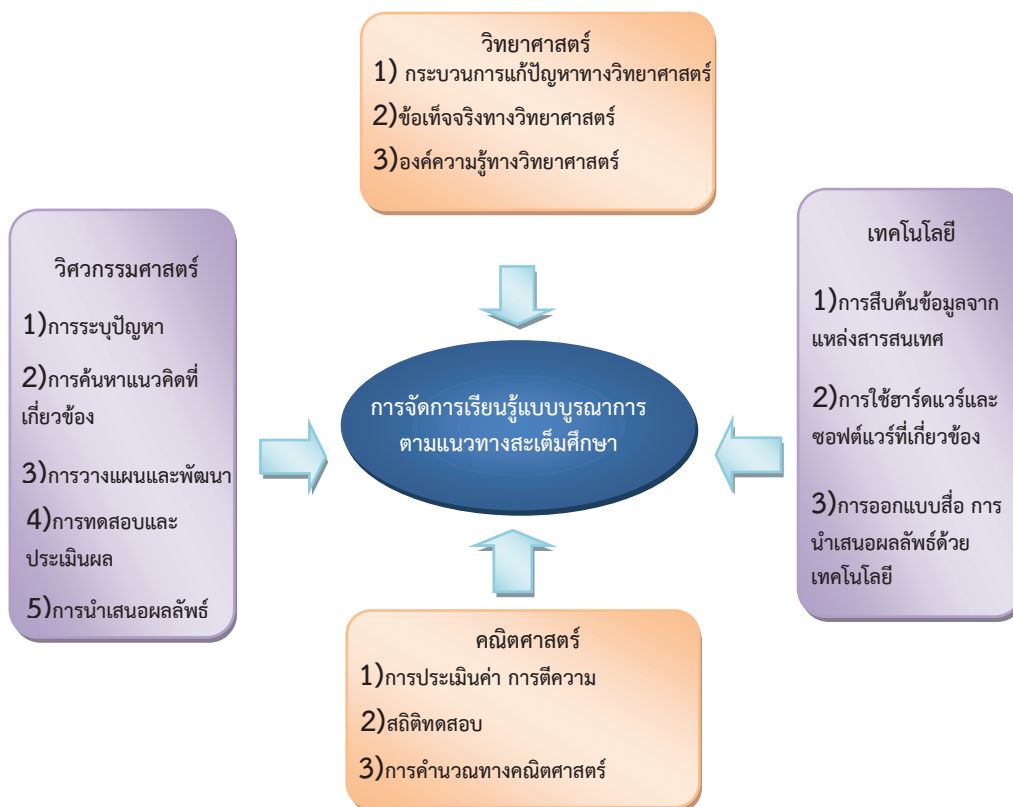 วิทยาศาสตร์
1) กระบวนการแก้ปัญหาทางวิทยาศาสตร์
2)ข้อเท็จจริงทางวิทยาศาสตร์
3)องค์ความรู้ทางวิทยาศาสตร์
วิศวกรรมศาสตร์
1)การระบุปัญหา
2)การค้นหาแนวคิดที่
เกี่ยวข้อง
3)การวางแผนและพัฒนา
4)การทดสอบและ
ประเมินผล
5)การนำเสนอผลลัพธ์
การจัดการเรียนรู้แบบบูรณาการ
ตามแนวทางสะเต็มศึกษา
เทคโนโลยี
1)การสืบค้นข้อมูลจาก
แหล่งสารสนเทศ
2)การใช้ฮาร์ดแวร์และ
ซอฟต์แวร์ที่เกี่ยวข้อง
3)การออกแบบสื่อ การ
นำเสนอผลลัพธ์ด้วย
เทคโนโลยี
คณิตศาสตร์
1)การประเมินค่า การตีความ
2)สถิติทดสอบ
3)การคำนวณทางคณิตศาสตร์